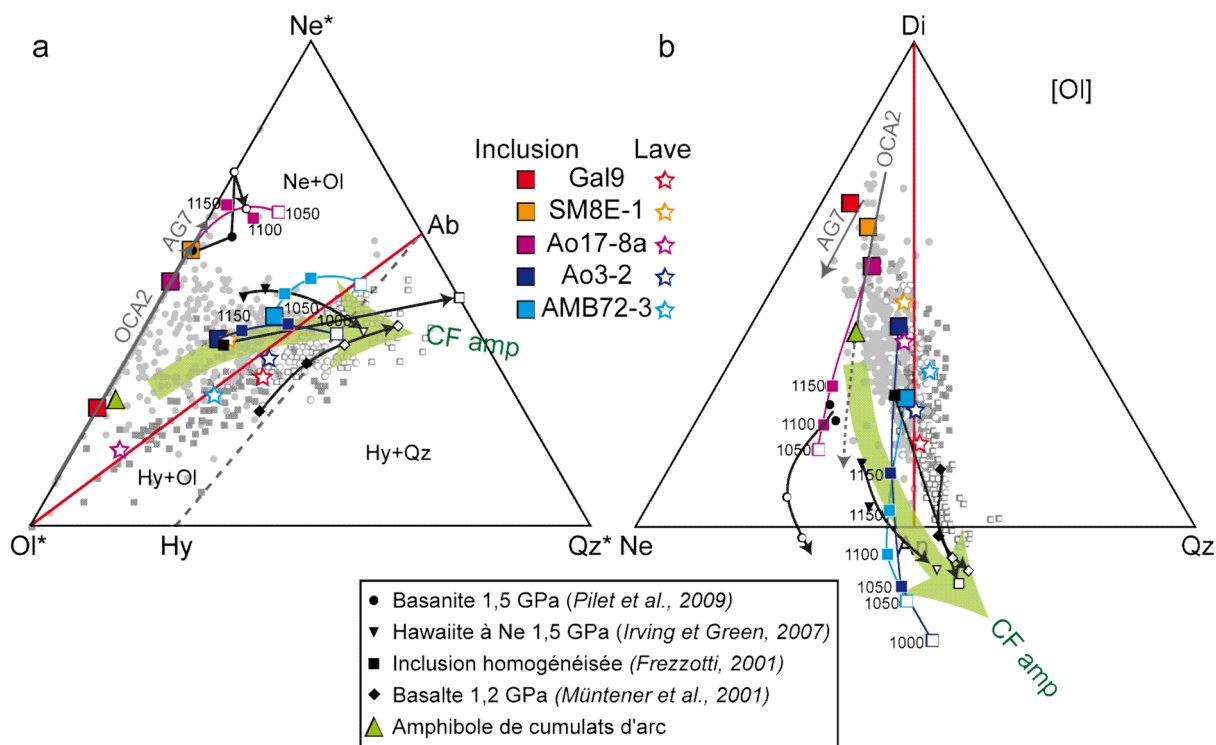 a
Ne*
Ne+Ol
1150
1050
1100
AG7
OCA2
Ab
1150
1050
1000
CF amp
Hy+Qz
Hy+Ol
Ol*
Hy
Qz*
Inclusion Lave
Gal9
SM8E-1
Ao17-8a
Ao3-2
AMB72-3
b
Di
[Ol]
OCA2
AG7
1150
1100
1050
1150
1150
1100
1050
1050
1000
Ne
An
Qz
CF amp
Basanite 1,5 GPa (Pilet et al., 2009)
Hawaiite à Ne 1,5 GPa (Irving et Green, 2007)
Inclusion homogénéisée (Frezzotti, 2001)
Basalte 1,2 GPa (Müntener et al., 2001)
Amphibole de cumulats d'arc